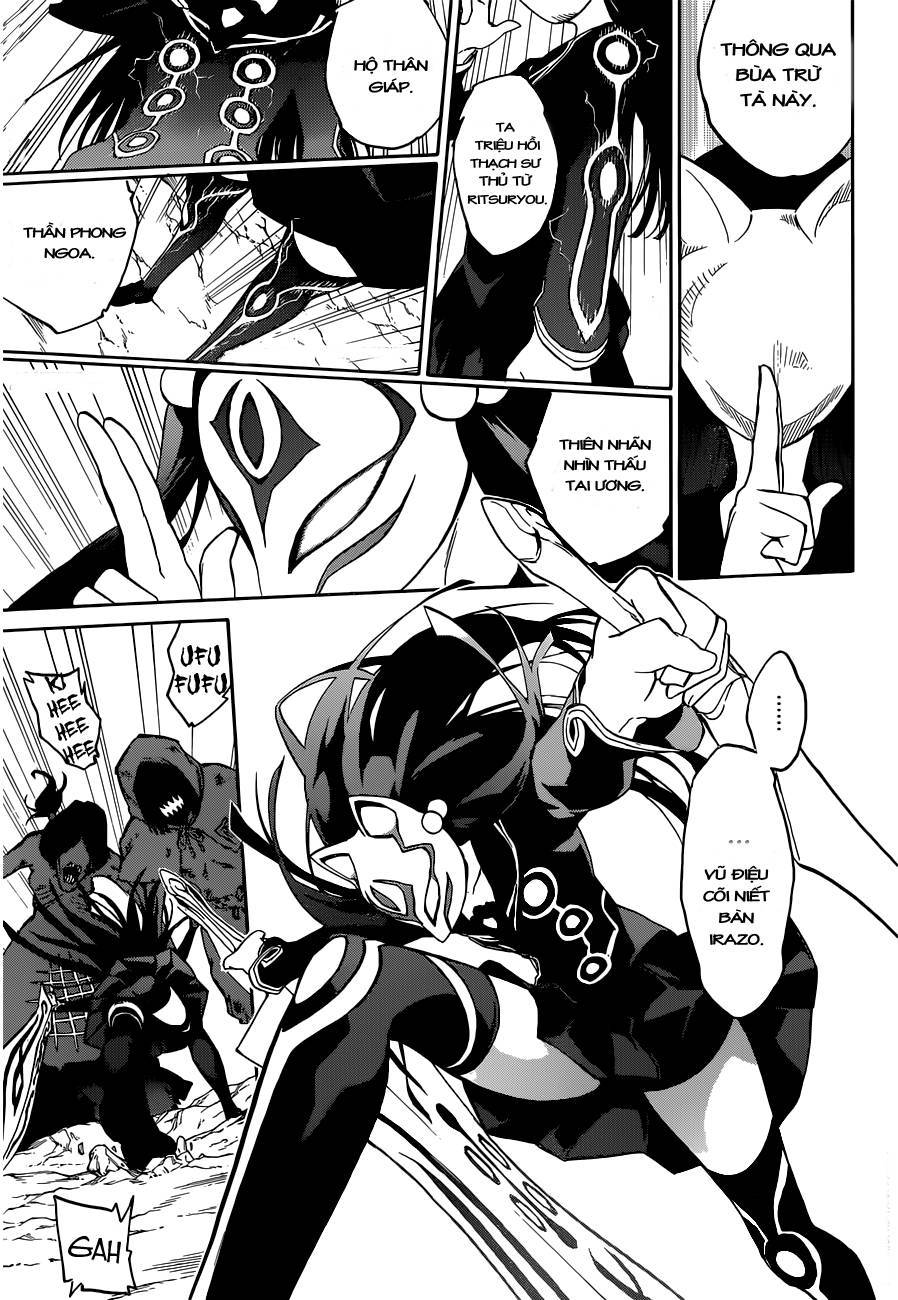 THÔNG QUA
BÙA TRỪ
TÀ NÀY.
TA
TRIỆU HỒI
THẠCH SƯ
THỦ TỪ
RITSURYOU.
HỘ THÂN
GIÁP.
THẦN PHONG
NGOA.
THIÊN NHÃN
NHÌN THẤU
TAI ƯƠNG.
......
...
VŨ ĐIỆU
CÕI NIẾT
BÀN
IRAZO.
UFU
FUFU
KI
HEE
HEE
HEE
GAH